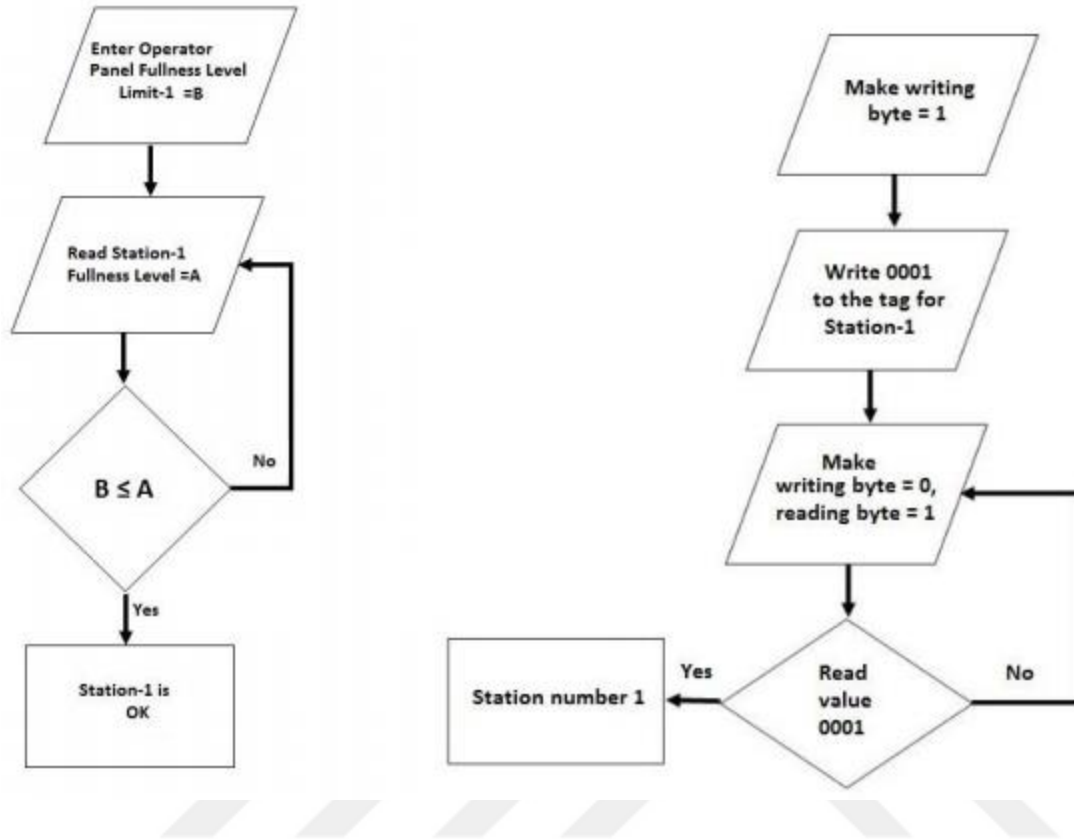 Enter Operator
Panel Fullness Level
Limit-1 =B
Read Station-1
Fullness Level =A
B ≤ A
No
Yes
Station-1 is
OK
Make writing
byte = 1
Write 0001
to the tag for
Station-1
Make
writing byte = 0,
reading byte = 1
Read
value
0001
Yes
No
Station number 1